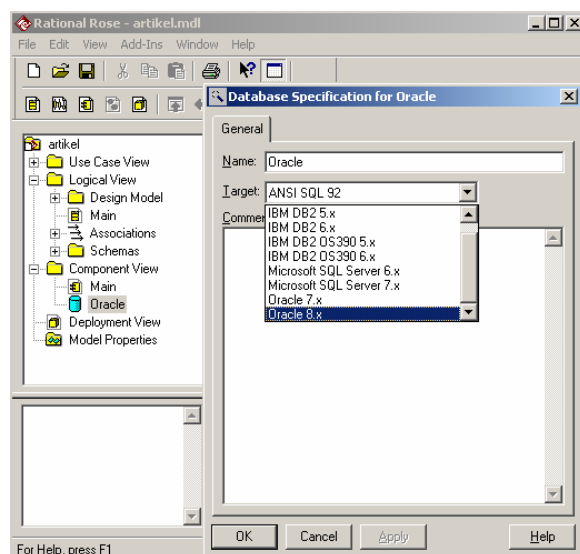 Rational Rose - artikel.mdl
File Edit View Add-Ins Window Help
Database Specification for Oracle
General
Name: Oracle
Target: ANSI SQL 92
IBM DB2 5.x
IBM DB2 6.x
IBM DB2 OS390 5.x
IBM DB2 OS390 6.x
Microsoft SQL Server 6.x
Microsoft SQL Server 7.x
Oracle 7.x
Oracle 8.x
Commen
artikel
Use Case View
Logical View
Design Model
Main
Associations
Schemas
Component View
Main
Oracle
Deployment View
Model Properties
OK Cancel Apply Help
For Help, press F1